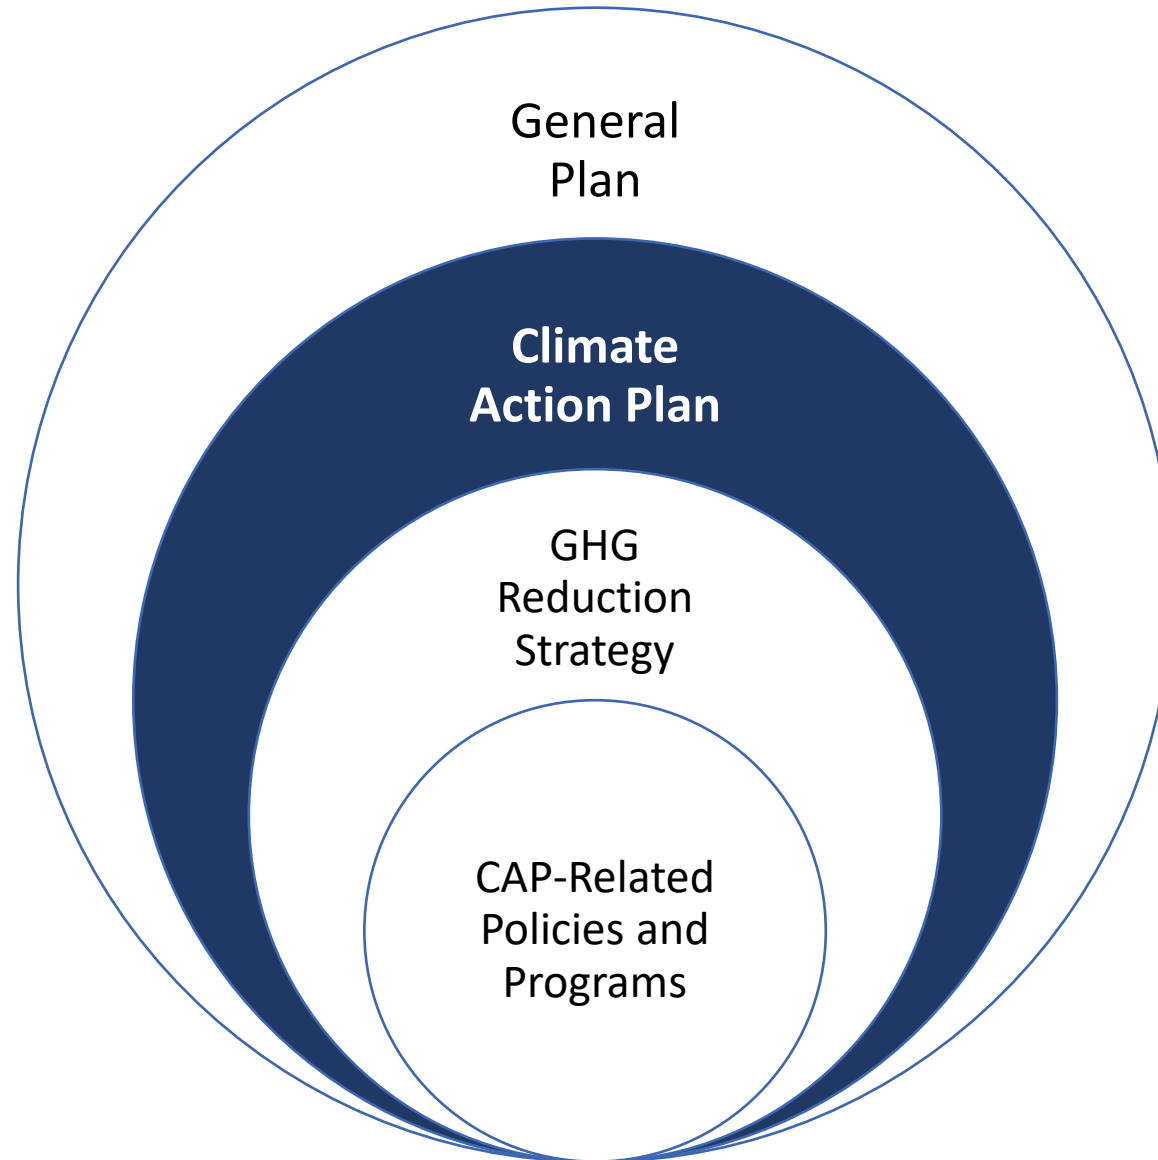 General
Plan
Climate
Action Plan
GHG
Reduction
Strategy
CAP-Related
Policies and
Programs